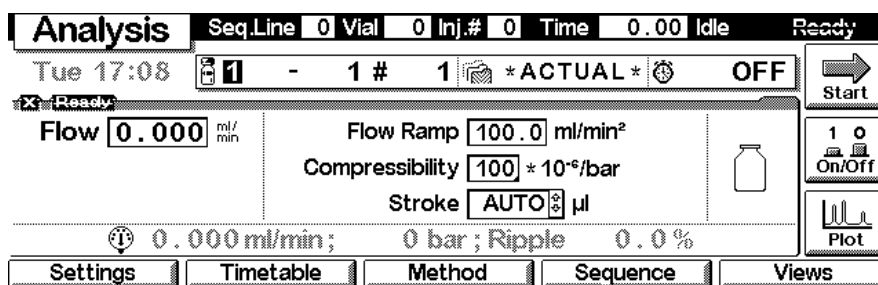 Analysis Seq.Line 0 Vial 0 Inj.# 0 Time 0.00 Idle Ready
Tue 17:08 1 - 1 # 1 *ACTUAL* OFF
Start
X Ready
Flow 0.000 ml/min Flow Ramp 100.0 ml/min²
1 0
On/Off
Compressibility 100 * 10⁻⁶/bar
Stroke AUTO µl
Plot
0.000 ml/min; 0 bar; Ripple 0.0 %
Settings Timetable Method Sequence Views